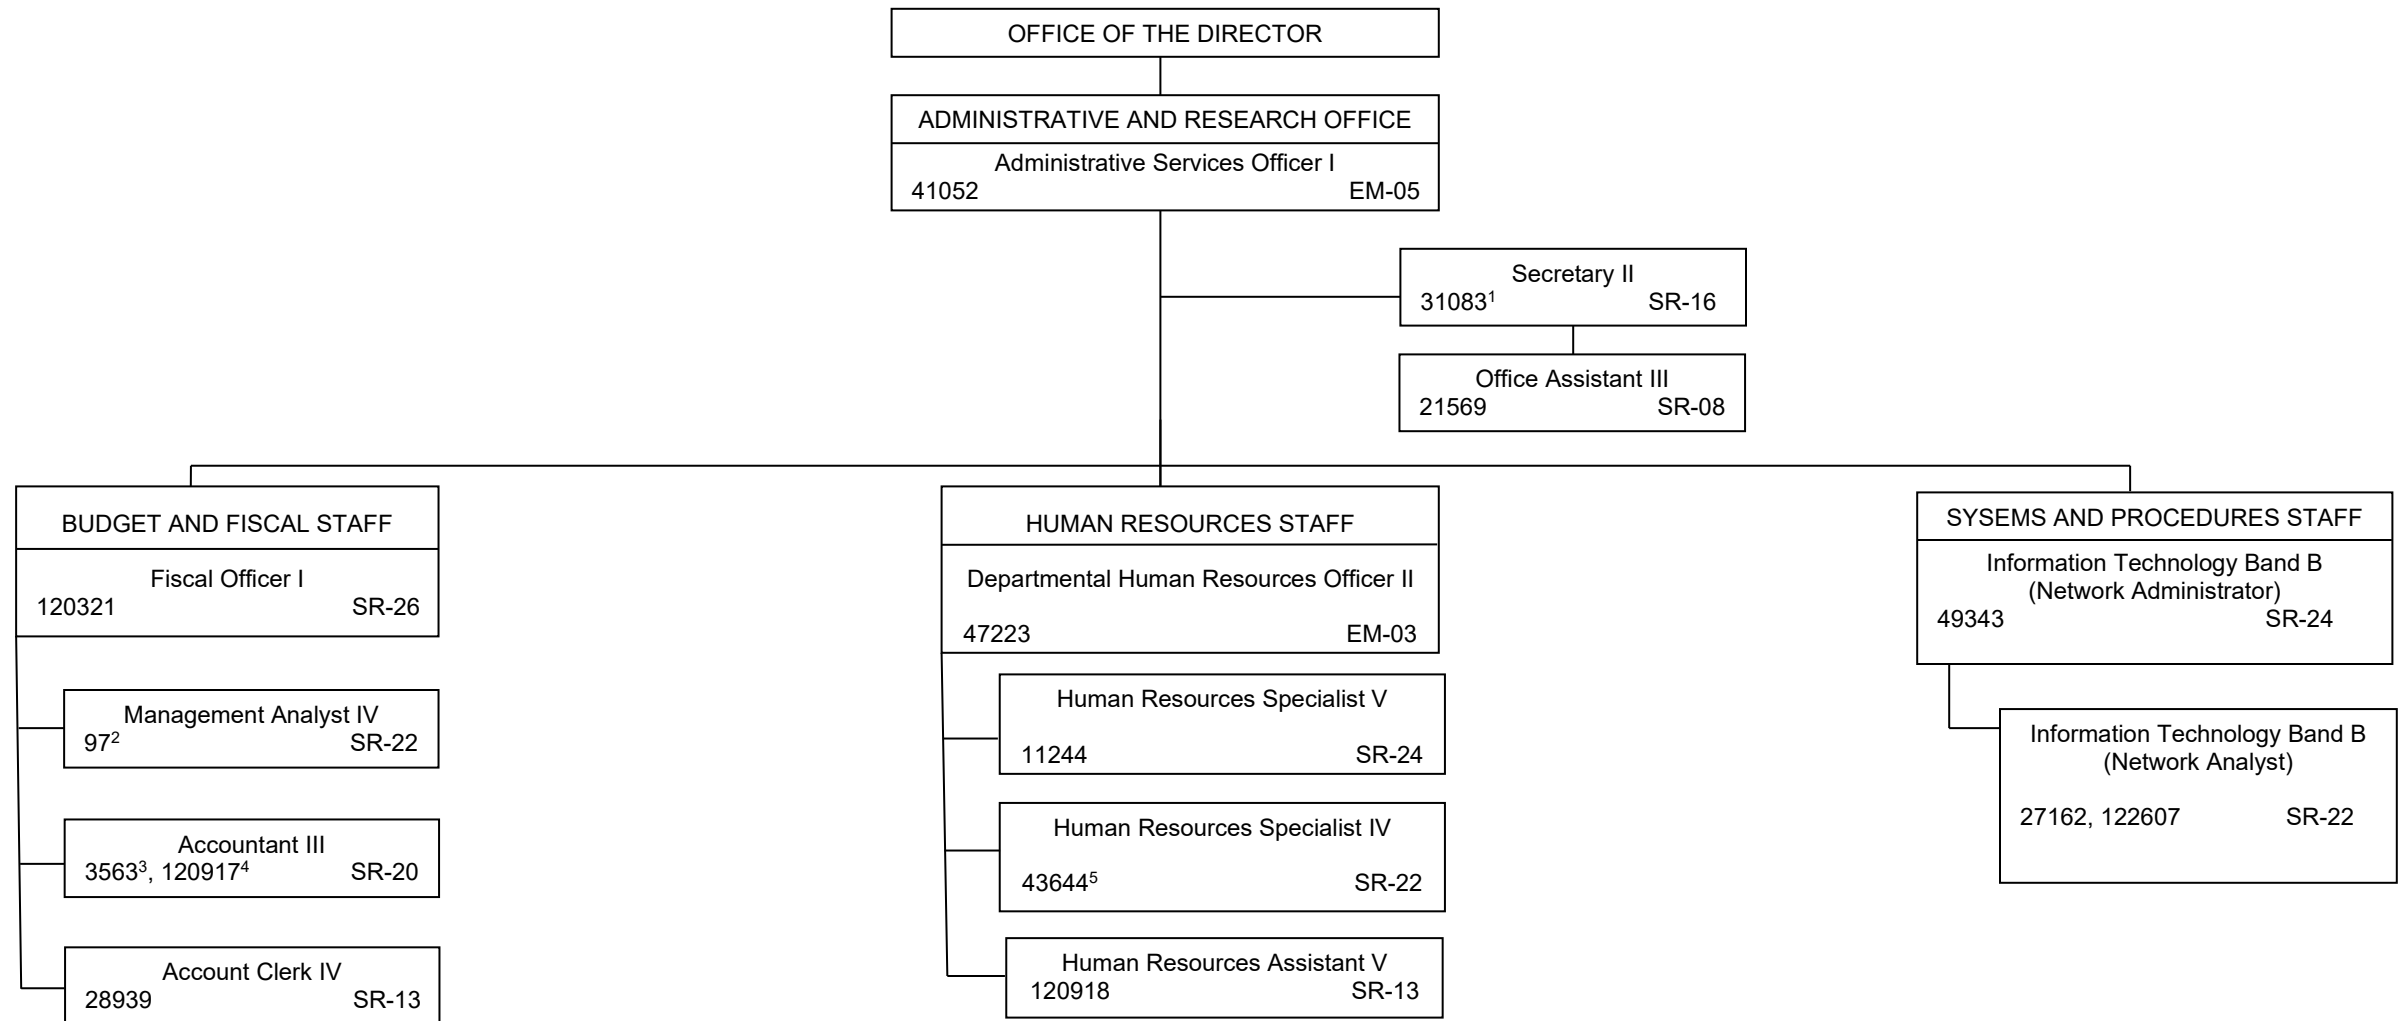 OFFICE OF THE DIRECTOR
ADMINISTRATIVE AND RESEARCH OFFICE
Administrative Services Officer I
41052 EM-05
Secretary II
31083¹ SR-16
Office Assistant III
21569 SR-08
BUDGET AND FISCAL STAFF
Fiscal Officer I
120321 SR-26
Management Analyst IV
97² SR-22
Accountant III
3563³, 120917⁴ SR-20
Account Clerk IV
28939 SR-13
HUMAN RESOURCES STAFF
Departmental Human Resources Officer II
47223 EM-03
Human Resources Specialist V
11244 SR-24
Human Resources Specialist IV
43644⁵ SR-22
Human Resources Assistant V
120918 SR-13
SYSEMS AND PROCEDURES STAFF
Information Technology Band B
(Network Administrator)
49343 SR-24
Information Technology Band B
(Network Analyst)
27162, 122607 SR-22